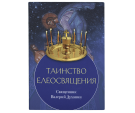 ТАИНСТВО
ЕЛЕОСВЯЩЕНИЯ
Священник
Валерий Духанин